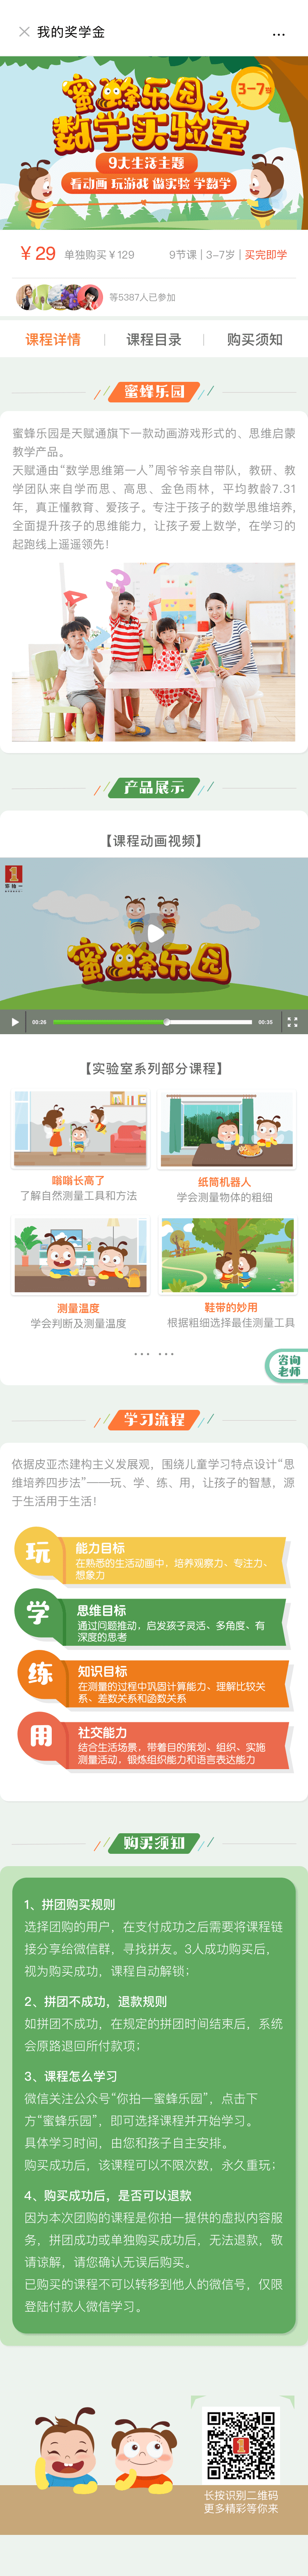 我的奖学金
蜜蜂乐园之
数学实验室
3-7岁
9大生活主题
看动画 玩游戏 做实验 学数学
￥29 单独购买￥129 9节课 | 3-7岁 | 买完即学
等5387人已参加
课程详情 | 课程目录 | 购买须知
蜜蜂乐园
蜜蜂乐园是天赋通旗下一款动画游戏形式的、思维启蒙
教学产品。
天赋通由“数学思维第一人”周爷爷亲自带队，教研、教
学团队来自学而思、高思、金色雨林，平均教龄7.31
年，真正懂教育、爱孩子。专注于孩子的数学思维培养，
全面提升孩子的思维能力，让孩子爱上数学，在学习的
起跑线上遥遥领先！
产品展示
【课程动画视频】
蜜蜂乐园
00:26
00:35
【实验室系列部分课程】
嗡嗡长高了
了解自然测量工具和方法
纸筒机器人
学会测量物体的粗细
测量温度
学会判断及测量温度
鞋带的妙用
根据粗细选择最佳测量工具
... ...
咨询
老师
学习流程
依据皮亚杰建构主义发展观，围绕儿童学习特点设计“思
维培养四步法”——玩、学、练、用，让孩子的智慧，源
于生活用于生活！
玩
能力目标
在熟悉的生活动画中，培养观察力、专注力、
想象力
学
思维目标
通过问题推动，启发孩子灵活、多角度、有
深度的思考
练
知识目标
在测量的过程中巩固计算能力、理解比较关
系、差数关系和函数关系
用
社交能力
结合生活场景，带着目的策划、组织、实施
测量活动，锻炼组织能力和语言表达能力
购买须知
1、拼团购买规则
选择团购的用户，在支付成功之后需要将课程链
接分享给微信群，寻找拼友。3人成功购买后，
视为购买成功，课程自动解锁；
2、拼团不成功，退款规则
如拼团不成功，在规定的拼团时间结束后，系统
会原路退回所付款项；
3、课程怎么学习
微信关注公众号“你拍一蜜蜂乐园”，点击下
方“蜜蜂乐园”，即可选择课程并开始学习。
具体学习时间，由您和孩子自主安排。
购买成功后，该课程可以不限次数，永久重玩；
4、购买成功后，是否可以退款
因为本次团购的课程是你拍一提供的虚拟内容服
务，拼团成功或单独购买成功后，无法退款，敬
请谅解，请您确认无误后购买。
已购买的课程不可以转移到他人的微信号，仅限
登陆付款人微信学习。
长按识别二维码
更多精彩等你来